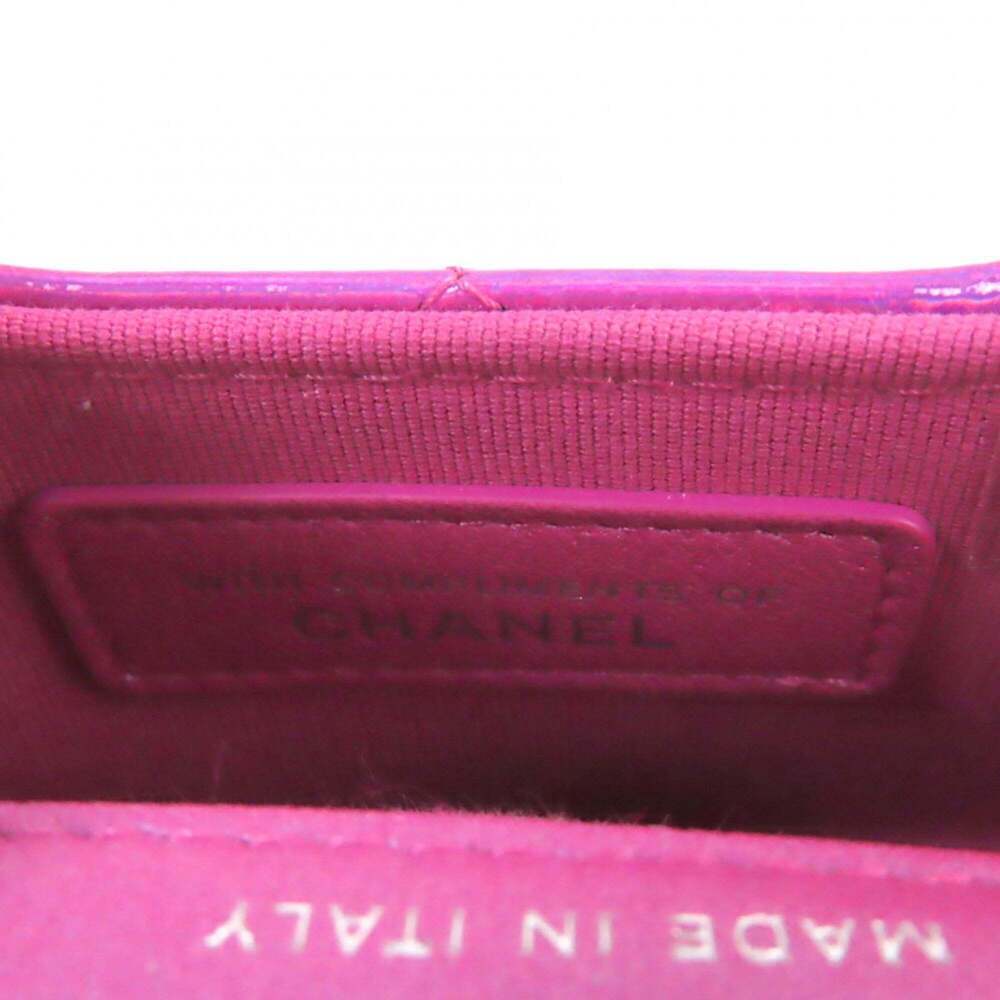 WITH COMPLIMENTS OF
CHANEL
MADE IN ITALY